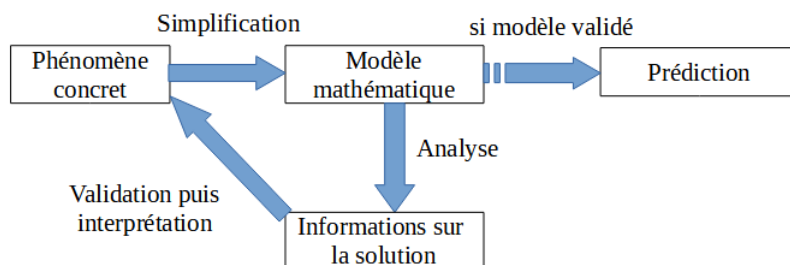 Simplification
si modèle validé
Phénomène
concret
Modèle
mathématique
Prédiction
Analyse
Validation puis
interprétation
Informations sur
la solution